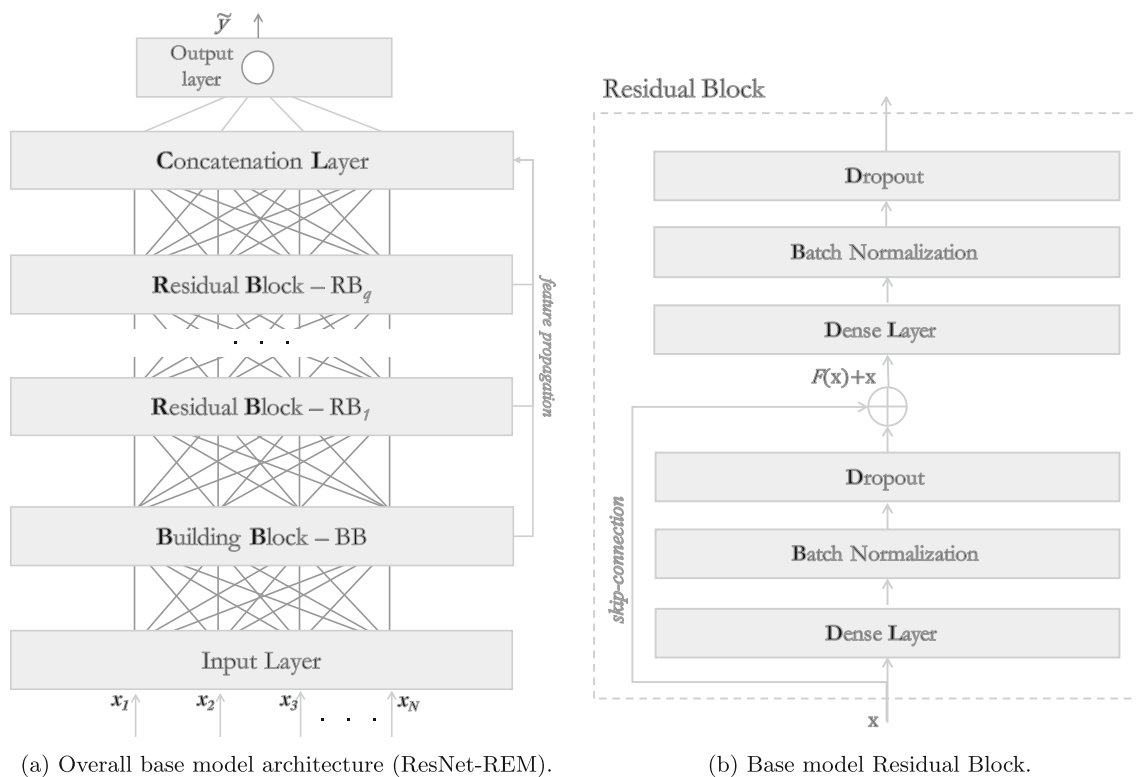 ỹ
Output
layer
Concatenation Layer
Residual Block – RBq
. . .
Residual Block – RB1
Building Block – BB
feature propagation
Input Layer
x1 x2 x3 . . . xN
(a) Overall base model architecture (ResNet-REM).
Residual Block
Dropout
Batch Normalization
Dense Layer
F(x)+x
Dropout
Batch Normalization
Dense Layer
skip-connection
x
(b) Base model Residual Block.